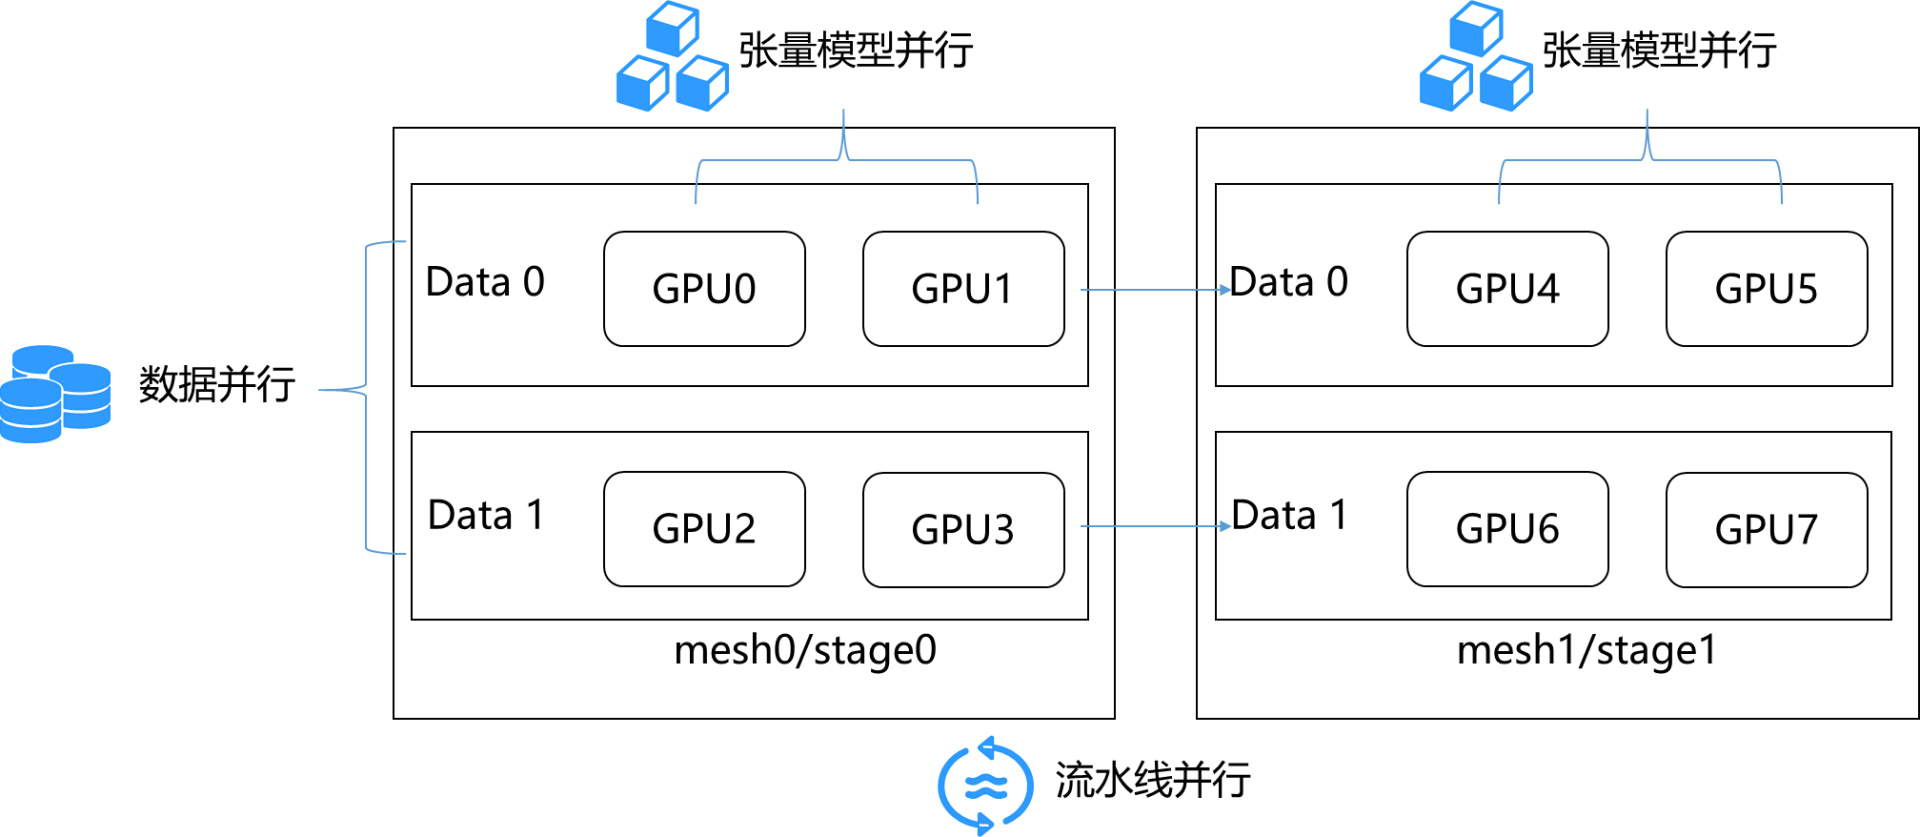 张量模型并行
张量模型并行
Data 0
GPU0
GPU1
Data 0
GPU4
GPU5
数据并行
Data 1
GPU2
GPU3
Data 1
GPU6
GPU7
mesh0/stage0
mesh1/stage1
流水线并行